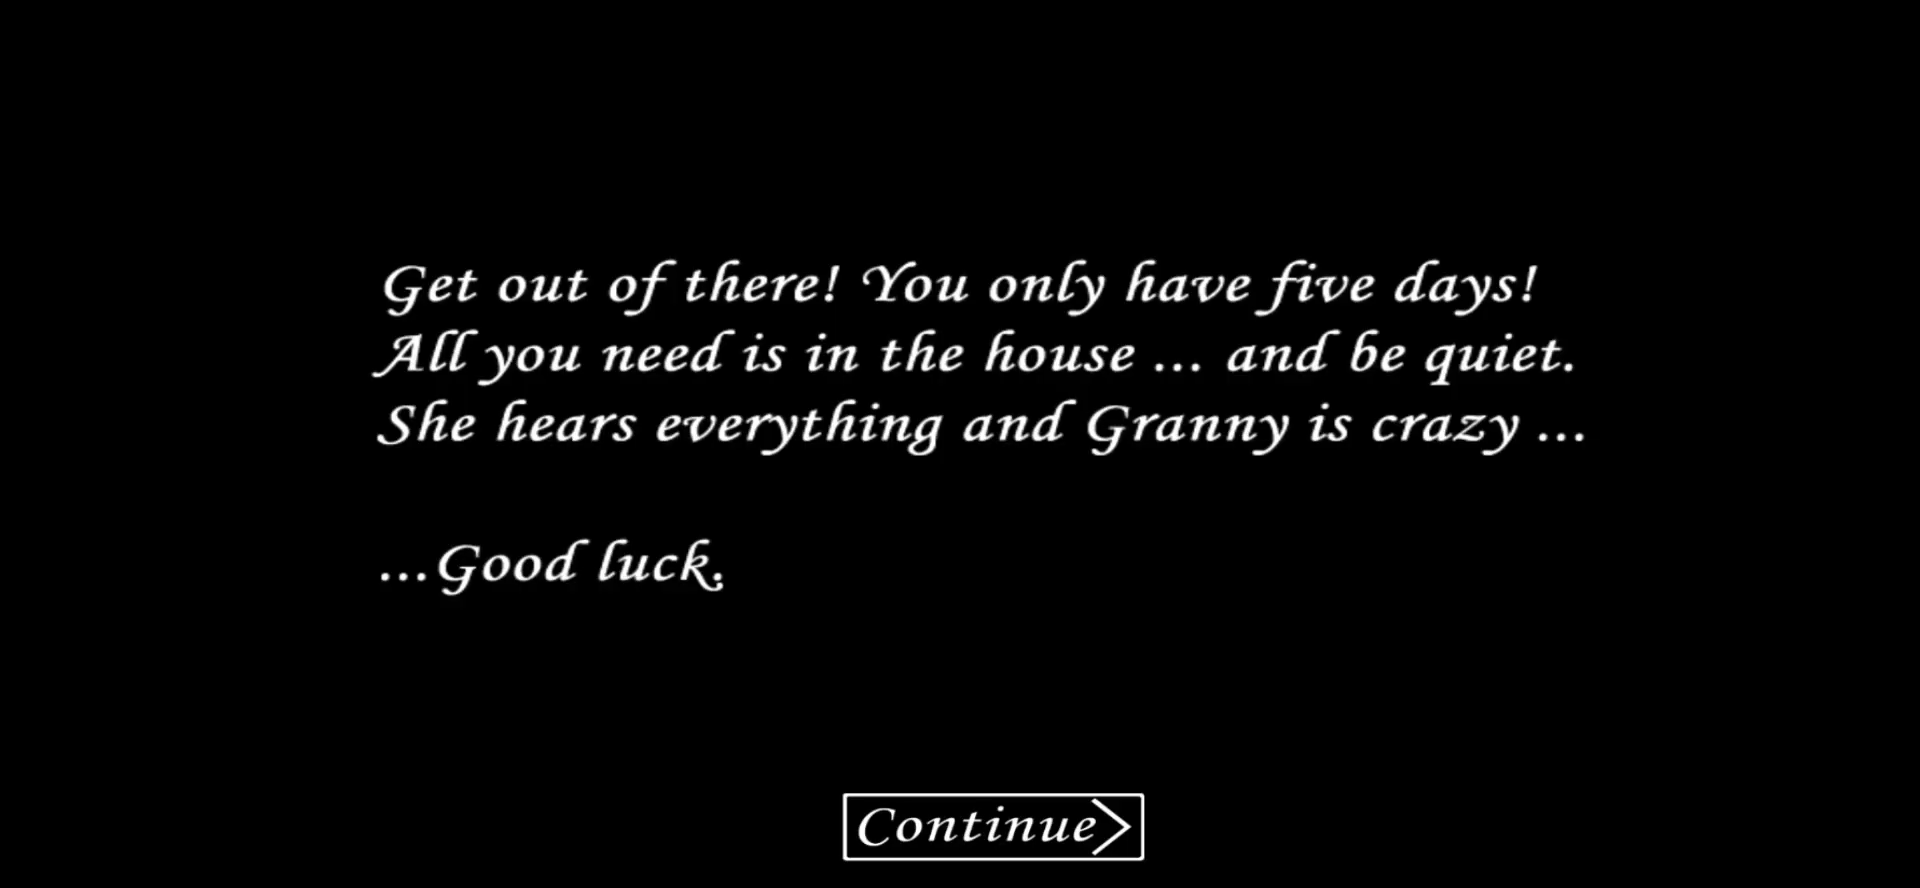 Get out of there! You only have five days!
All you need is in the house ... and be quiet.
She hears everything and Granny is crazy ...
...Good luck.
Continue>